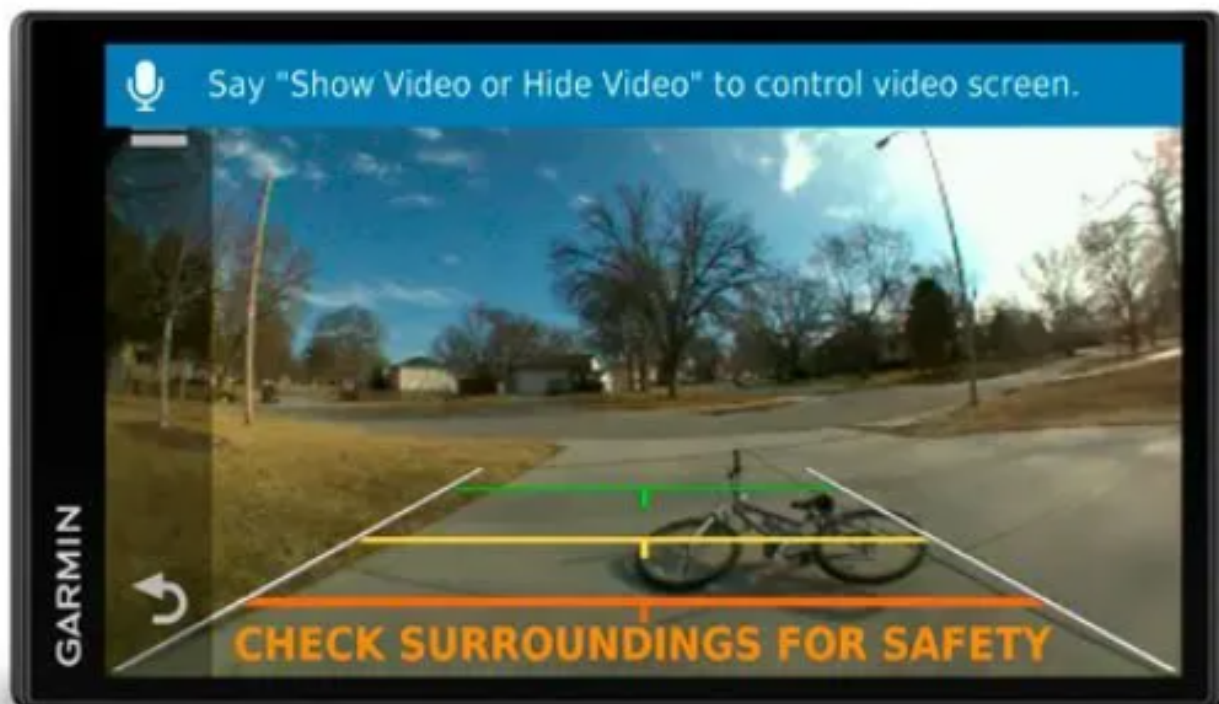 Say "Show Video or Hide Video" to control video screen.
GARMIN
CHECK SURROUNDINGS FOR SAFETY